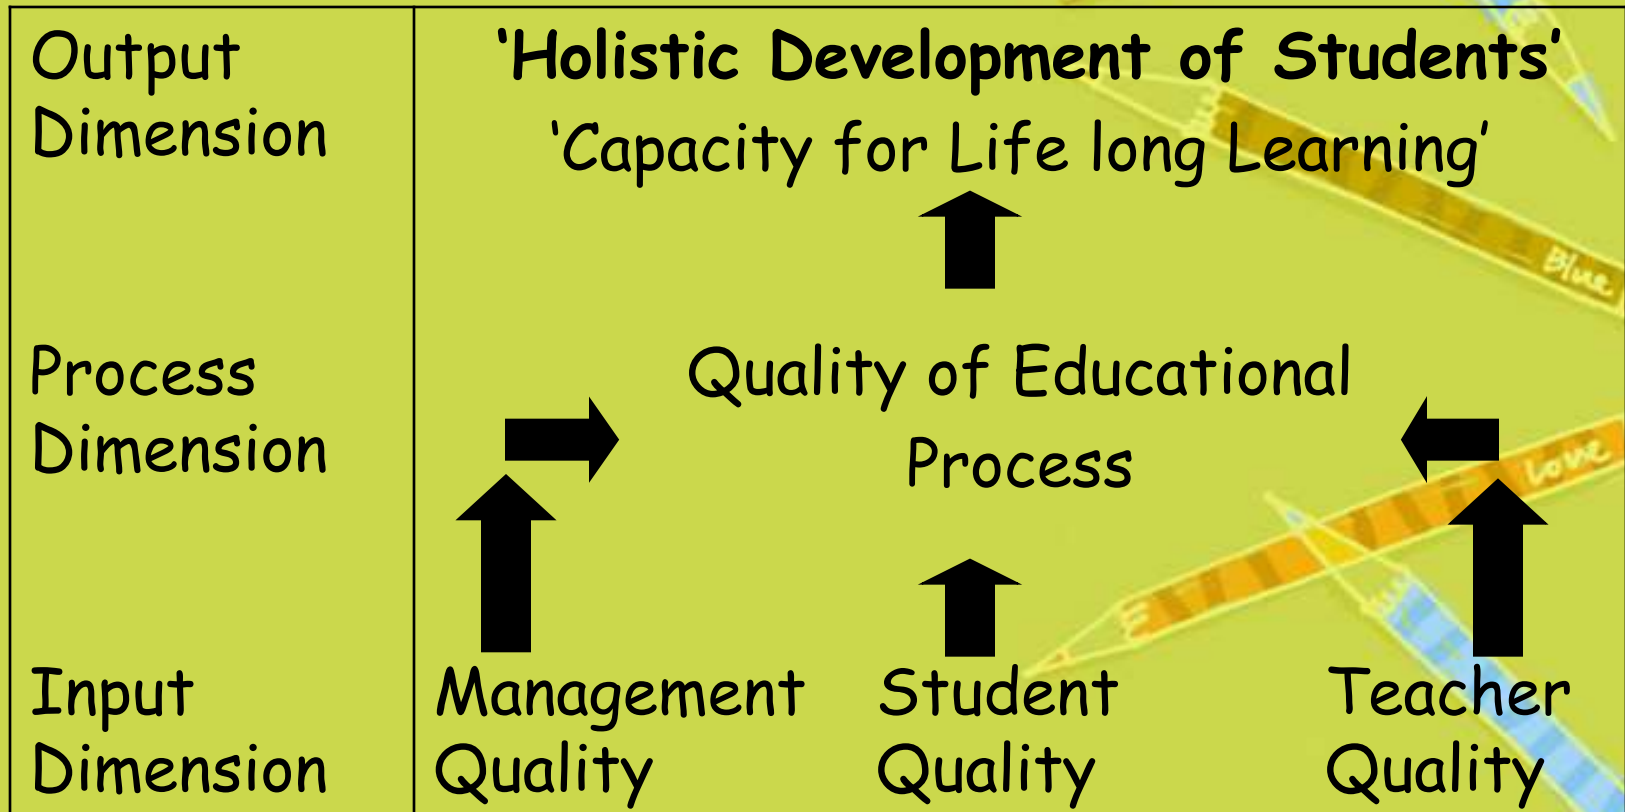 Output
Dimension
‘Holistic Development of Students’
‘Capacity for Life long Learning’
Blue
Process
Dimension
Quality of Educational
Process
Love
Input
Dimension
Management
Quality
Student
Quality
Teacher
Quality